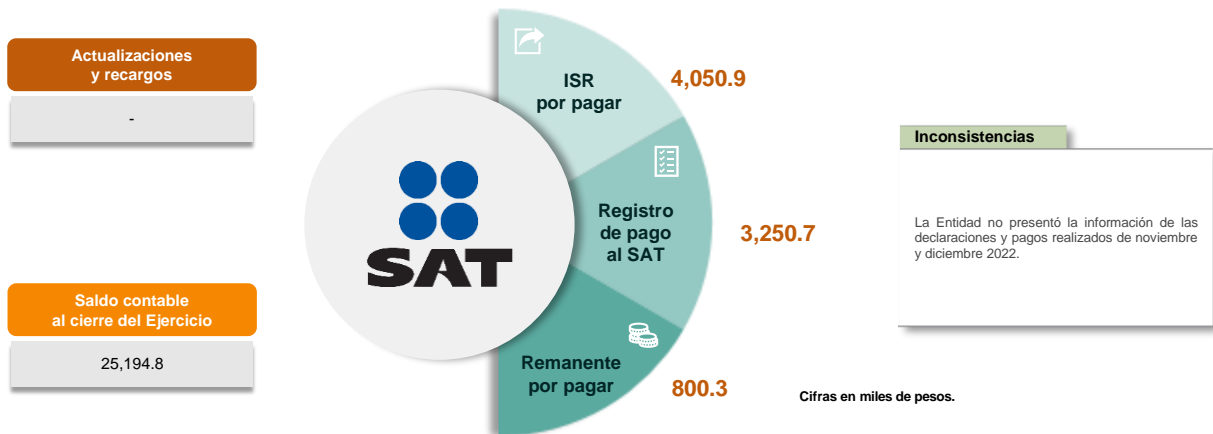 Actualizaciones
y recargos
-
Saldo contable
al cierre del Ejercicio
25,194.8
SAT
ISR
por pagar
4,050.9
Registro
de pago
al SAT
3,250.7
Remanente
por pagar
800.3
Inconsistencias
La Entidad no presentó la información de las
declaraciones y pagos realizados de noviembre
y diciembre 2022.
Cifras en miles de pesos.